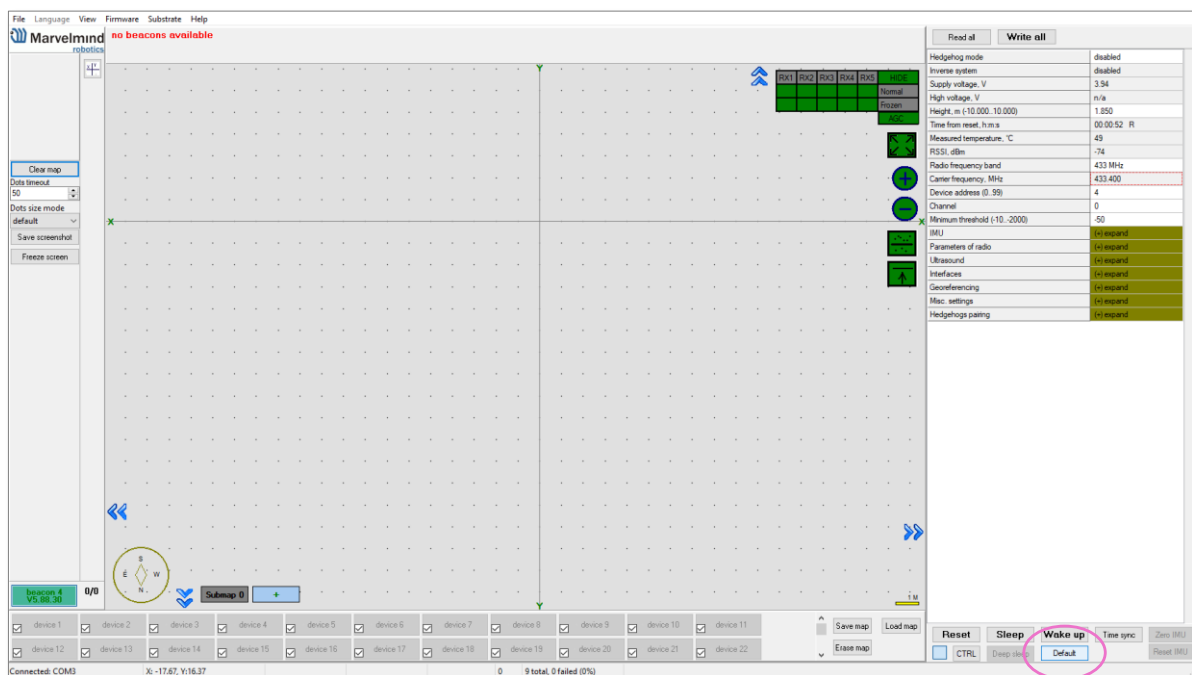 File Language View Firmware Substrate Help
Marvelmind
robotics
no beacons available
Read all Write all
Y
X
X
Y
RX1 RX2 RX3 RX4 RX5 HIDE
Normal
Frozen
AGC
Clear map
Dots timeout
50
Dots size mode
default
Save screenshot
Freeze screen
Hedgehog mode disabled
Inverse system disabled
Supply voltage, V 3.94
High voltage, V n/a
Height, m (-10.000..10.000) 1.850
Time from reset, h:m:s 00:00:52 R
Measured temperature, °C 49
RSSI, dBm -74
Radio frequency band 433 MHz
Carrier frequency, MHz 433.400
Device address (0..99) 4
Channel 0
Minimum threshold (-10..-2000) -50
IMU (+) expand
Parameters of radio (+) expand
Ultrasound (+) expand
Interfaces (+) expand
Georeferencing (+) expand
Misc. settings (+) expand
Hedgehogs pairing (+) expand
S
E W
N
beacon 4
V5.88.30
0/0
Submap 0 +
1 M
device 1 device 2 device 3 device 4 device 5 device 6 device 7 device 8 device 9 device 10 device 11
device 12 device 13 device 14 device 15 device 16 device 17 device 18 device 19 device 20 device 21 device 22
Save map Load map
Erase map
Reset Sleep Wake up Time sync Zero IMU
CTRL Deep sleep Default Reset IMU
Connected: COM3 X: -17.67, Y:16.37 0 9 total, 0 failed (0%)